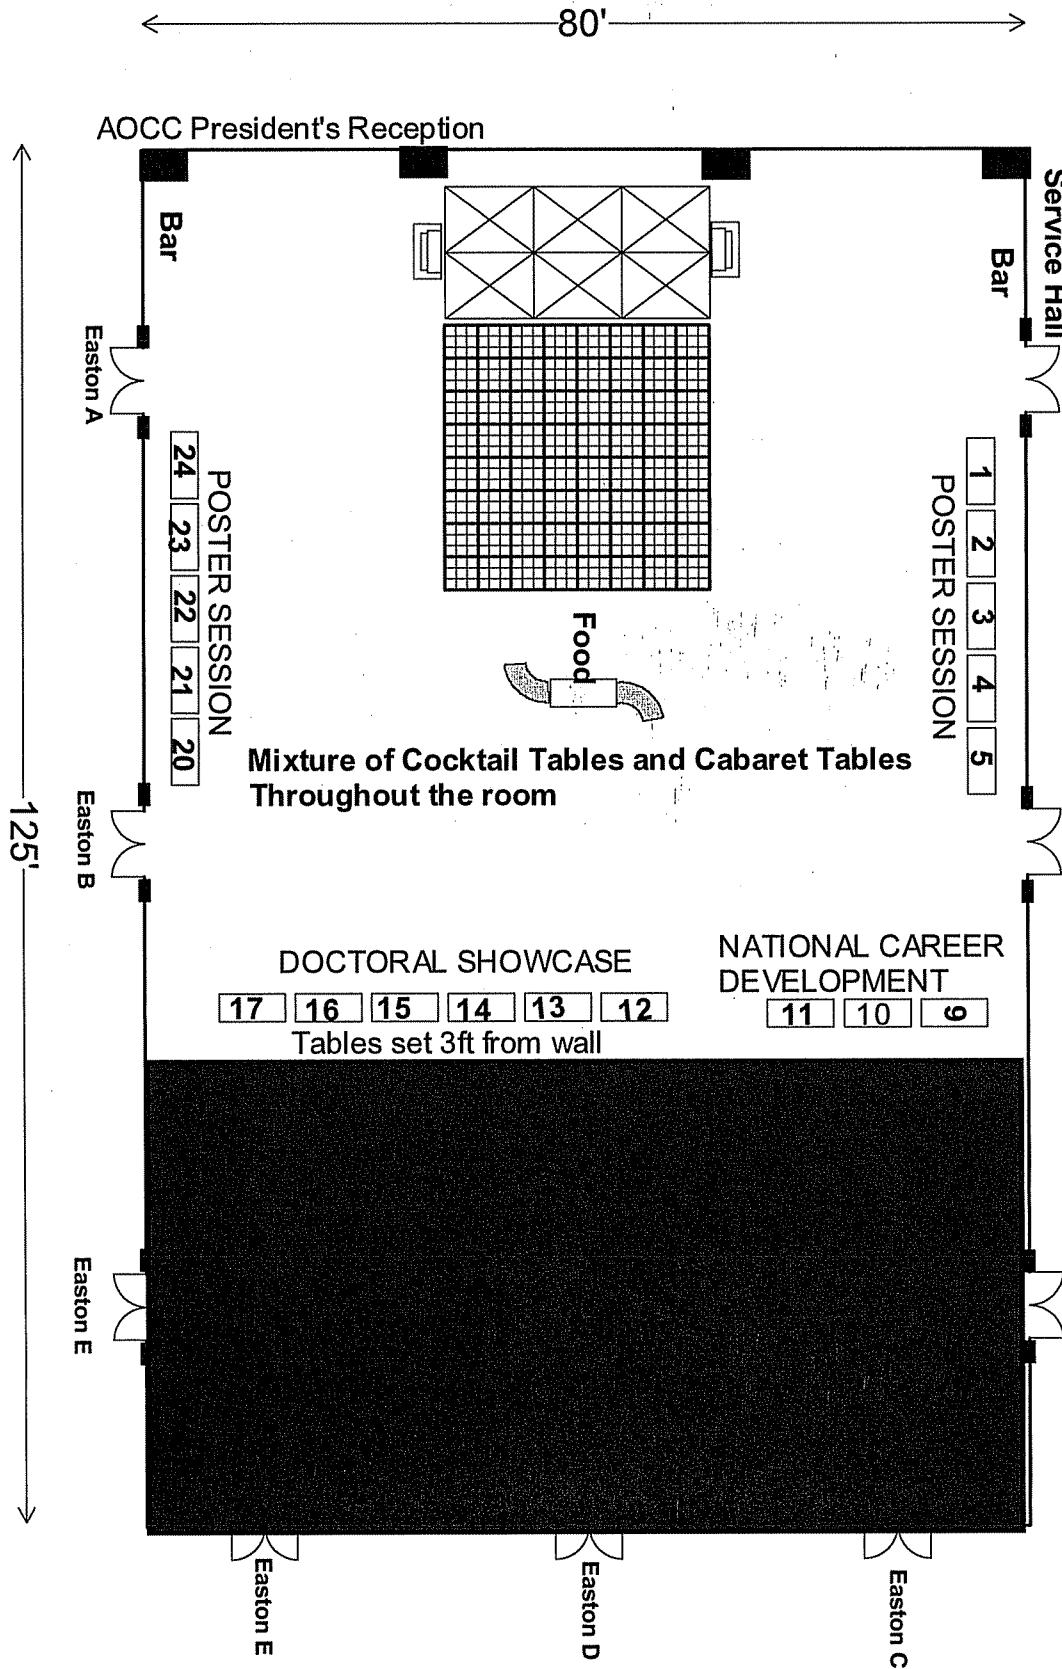 80'
AOCC President's Reception
Service Hall
Bar
Bar
Easton A
24
23
22
21
20
POSTER SESSION
1
2
3
4
5
POSTER SESSION
Food
Mixture of Cocktail Tables and Cabaret Tables
Throughout the room
Easton B
125'
DOCTORAL SHOWCASE
NATIONAL CAREER
DEVELOPMENT
17 16 15 14 13 12
11 10 9
Tables set 3ft from wall
Easton E
Easton E
Easton D
Easton C